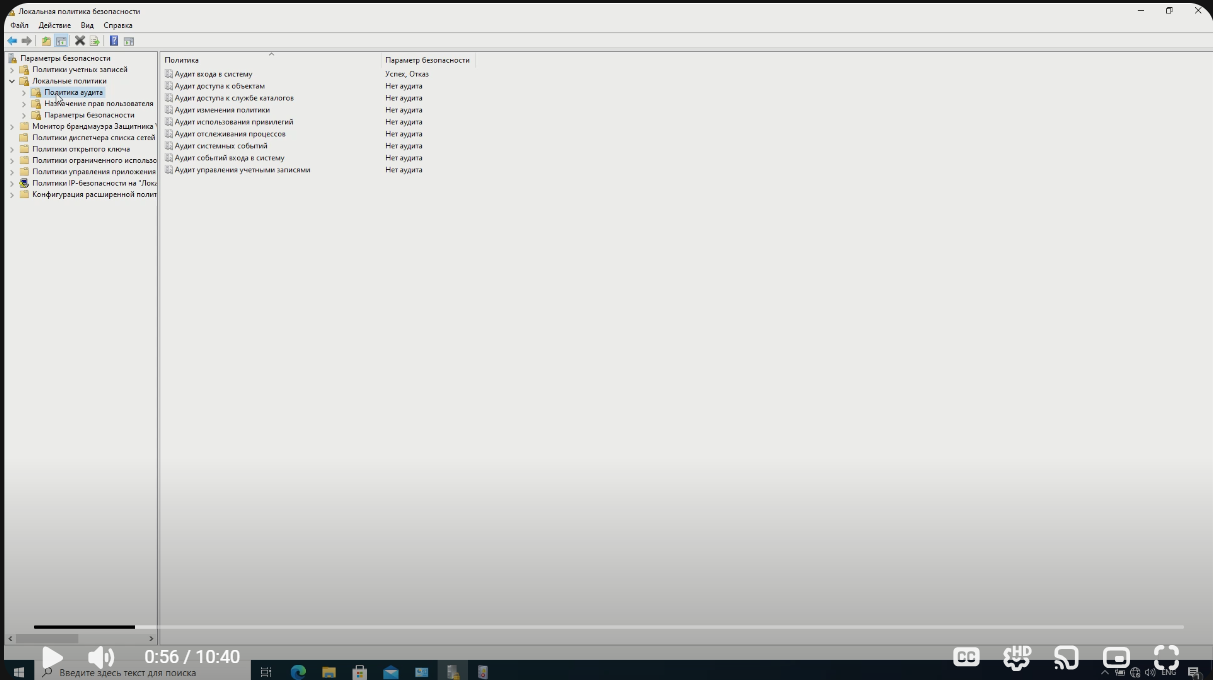 Локальная политика безопасности
Файл Действие Вид Справка
Параметры безопасности
Политики учетных записей
Локальные политики
Политика аудита
Назначение прав пользователя
Параметры безопасности
Монитор брандмауэра Защитника
Политики диспетчера списка сетей
Политики открытого ключа
Политики ограниченного использо
Политики управления приложения
Политики IP-безопасности на "Лока
Конфигурация расширенной полит
Политика Параметр безопасности
Аудит входа в систему Успех, Отказ
Аудит доступа к объектам Нет аудита
Аудит доступа к службе каталогов Нет аудита
Аудит изменения политики Нет аудита
Аудит использования привилегий Нет аудита
Аудит отслеживания процессов Нет аудита
Аудит системных событий Нет аудита
Аудит событий входа в систему Нет аудита
Аудит управления учетными записями Нет аудита
0:56 / 10:40
CC HD
Введите здесь текст для поиска
ENG